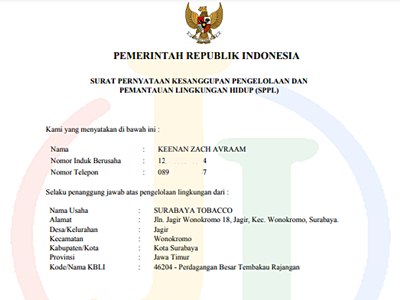 PEMERINTAH REPUBLIK INDONESIA
SURAT PERNYATAAN KESANGGUPAN PENGELOLAAN DAN
PEMANTAUAN LINGKUNGAN HIDUP (SPPL)
Kami yang menyatakan di bawah ini :
Nama : KEENAN ZACH AVRAAM
Nomor Induk Berusaha : 12 4
Nomor Telepon : 089 7
Selaku penanggung jawab atas pengelolaan lingkungan dari :
Nama Usaha : SURABAYA TOBACCO
Alamat : Jln. Jagir Wonokromo 18, Jagir, Kec. Wonokromo, Surabaya.
Desa/Kelurahan : Jagir
Kecamatan : Wonokromo
Kabupaten/Kota : Kota Surabaya
Provinsi : Jawa Timur
Kode/Nama KBLI : 46204 - Perdagangan Besar Tembakau Rajangan